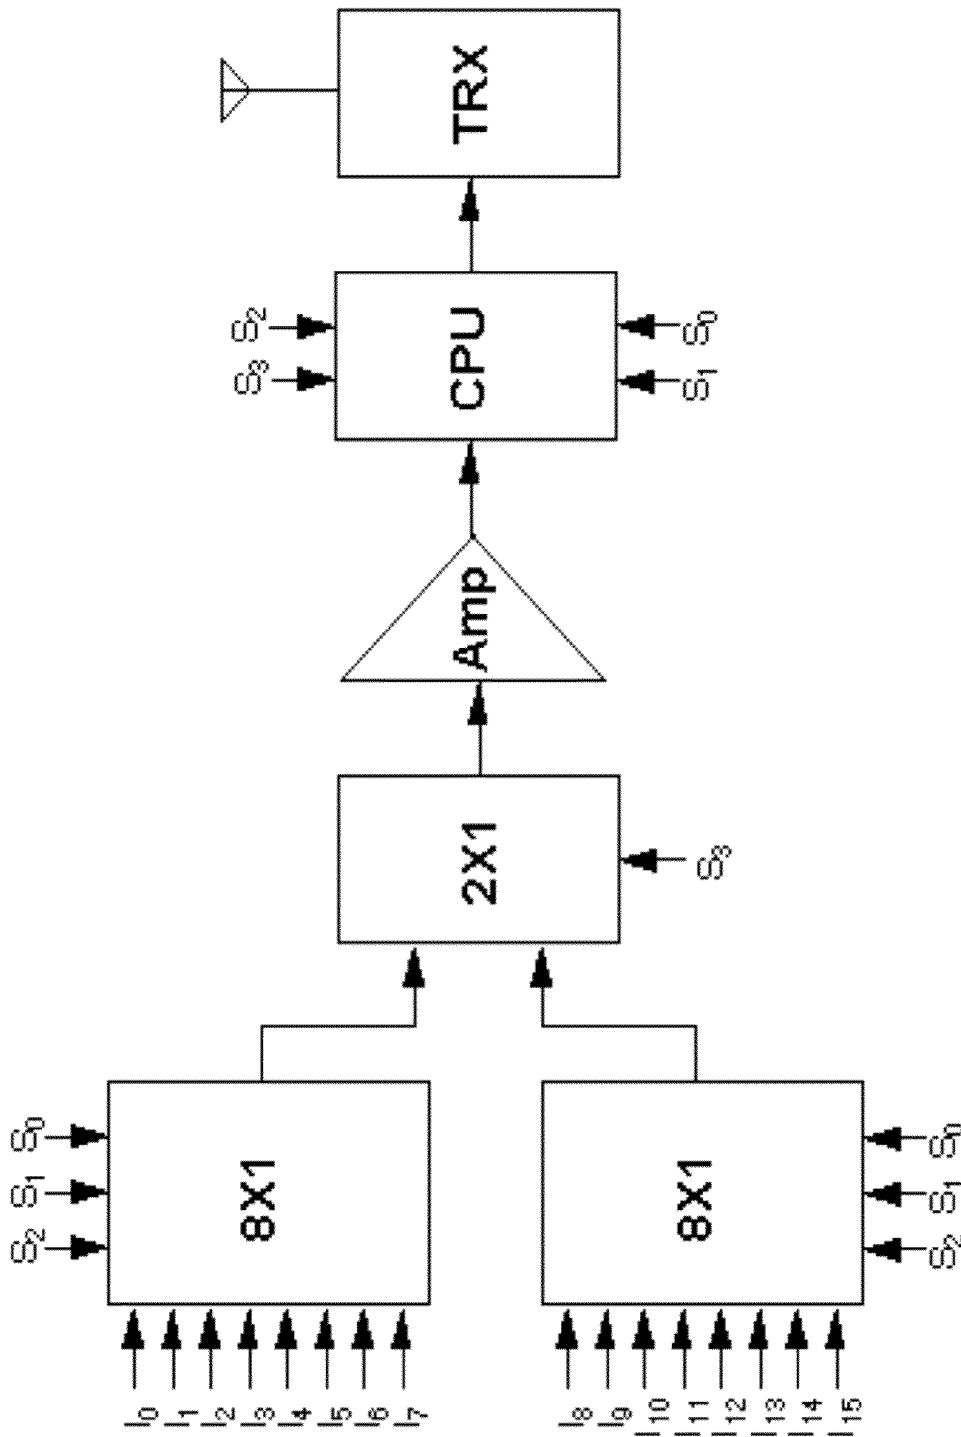 TRX
S2
S3
CPU
S0
S1
Amp
2X1
S3
S0
S1
S2
8X1
8X1
S0
S1
S2
I0
I1
I2
I3
I4
I5
I6
I7
I8
I9
I10
I11
I12
I13
I14
I15